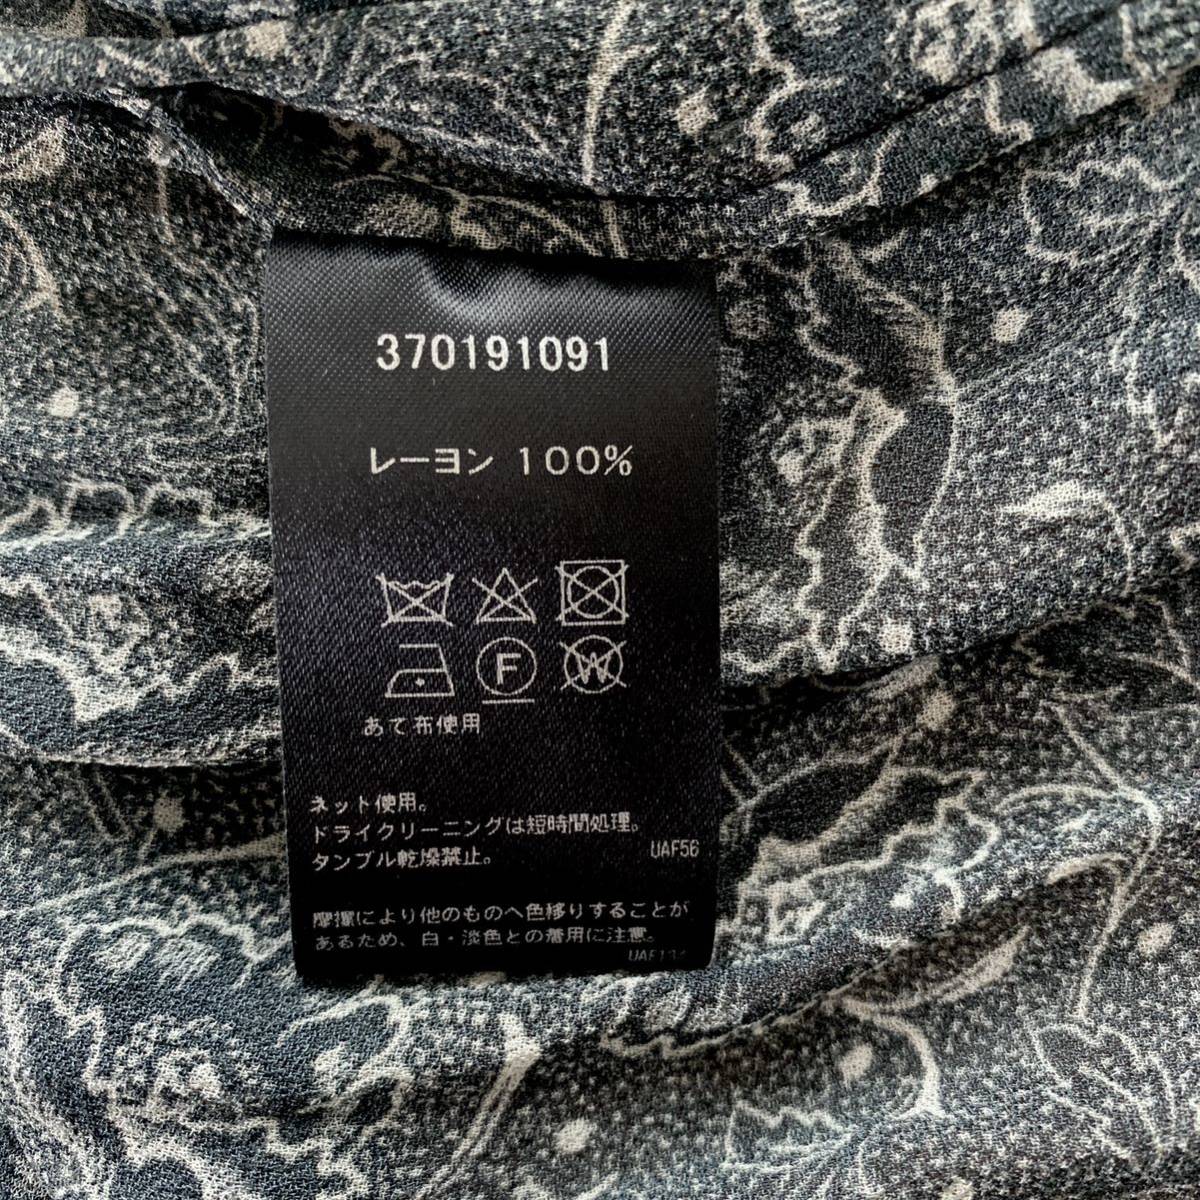 370191091
レーヨン 100%
F W
あて布使用
ネット使用。
ドライクリーニングは短時間処理。
タンブル乾燥禁止。 UAF56
摩擦により他のものへ色移りすることが
あるため、白・淡色との着用に注意。